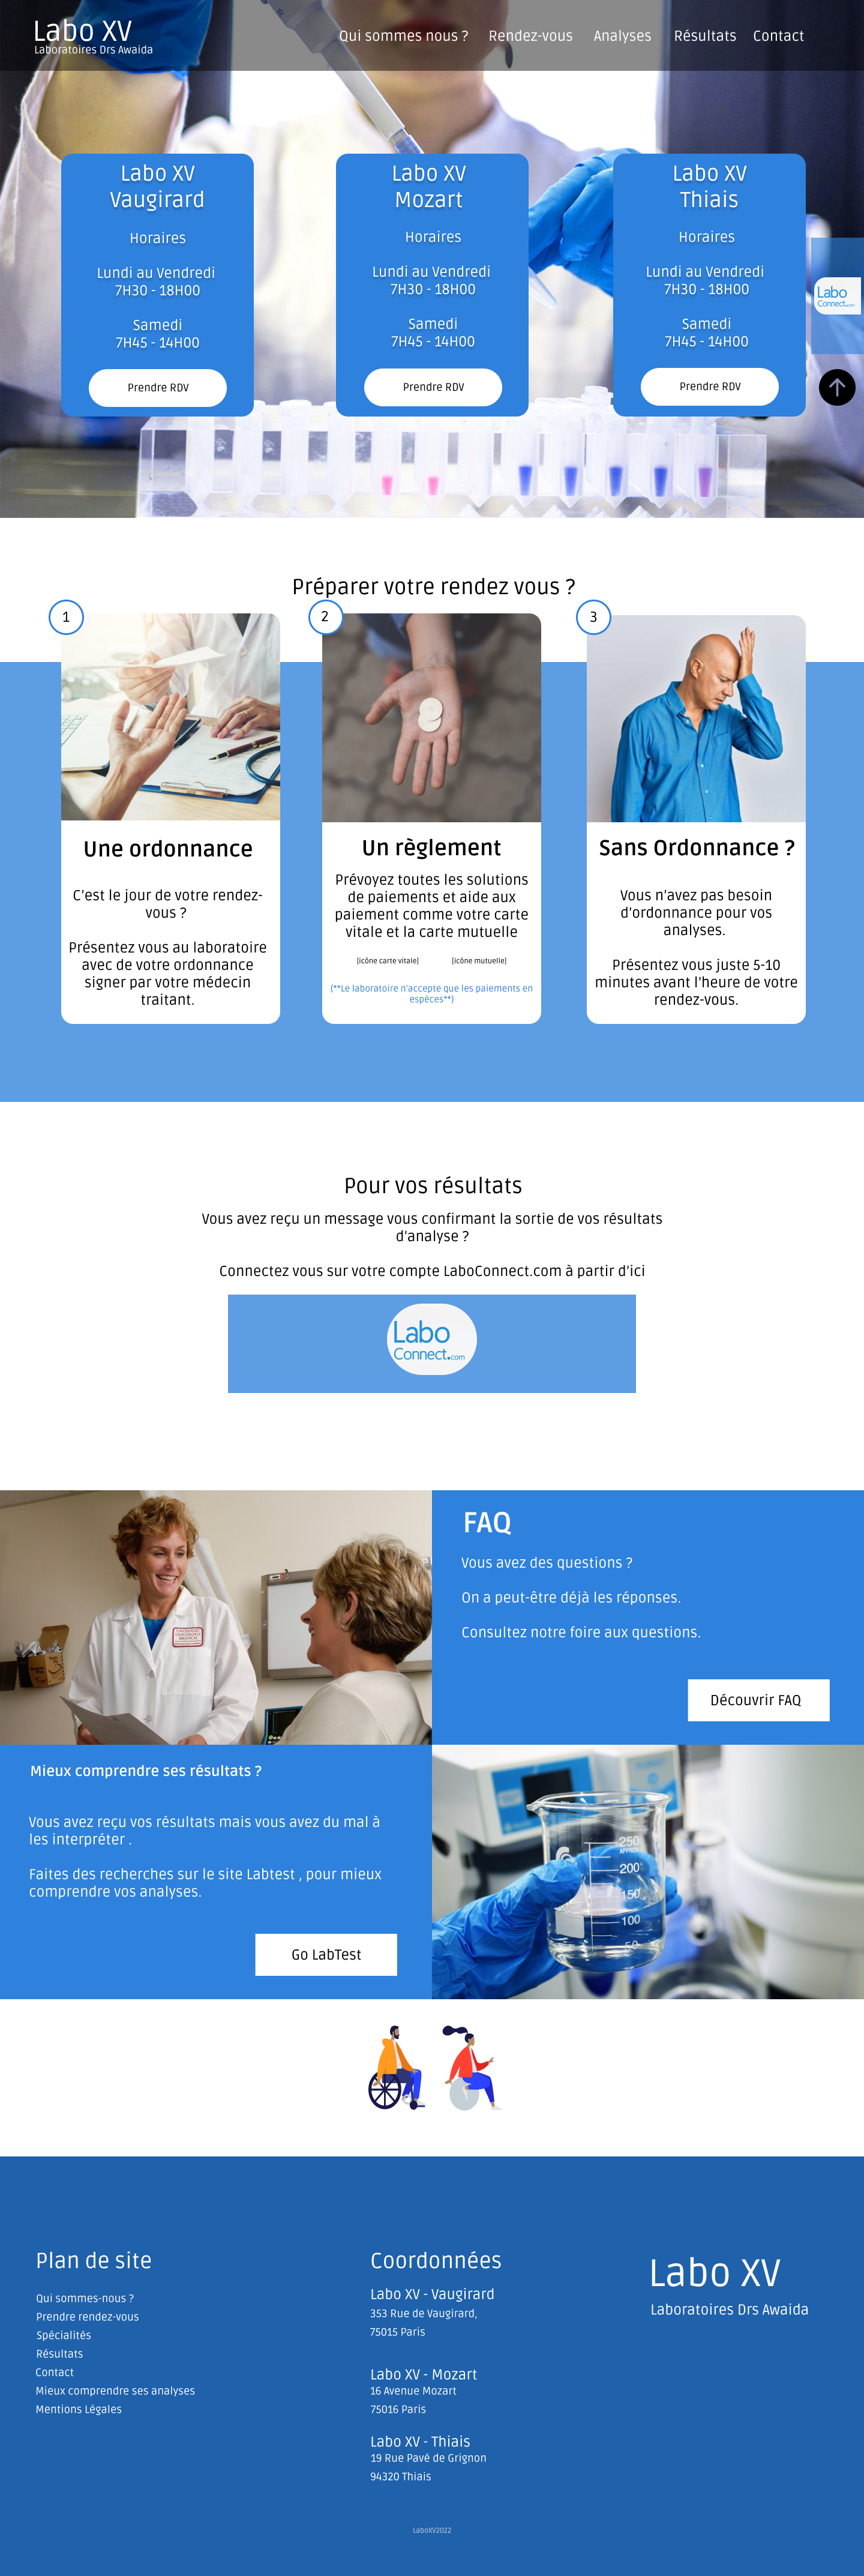 Labo XV
Laboratoires Drs Awaida
Qui sommes nous ?
Rendez-vous
Analyses
Résultats
Contact
Labo XV
Vaugirard
Horaires
Lundi au Vendredi
7H30 - 18H00
Samedi
7H45 - 14H00
Prendre RDV
Labo XV
Mozart
Horaires
Lundi au Vendredi
7H30 - 18H00
Samedi
7H45 - 14H00
Prendre RDV
Labo XV
Thiais
Horaires
Lundi au Vendredi
7H30 - 18H00
Samedi
7H45 - 14H00
Prendre RDV
Labo
Connect.com
Préparer votre rendez vous ?
1
Une ordonnance
C'est le jour de votre rendez-
vous ?
Présentez vous au laboratoire
avec de votre ordonnance
signer par votre médecin
traitant.
2
Un règlement
Prévoyez toutes les solutions
de paiements et aide aux
paiement comme votre carte
vitale et la carte mutuelle
[icône carte vitale]
[icône mutuelle]
(**Le laboratoire n'accepte que les paiements en
espèces**)
3
Sans Ordonnance ?
Vous n'avez pas besoin
d'ordonnance pour vos
analyses.
Présentez vous juste 5-10
minutes avant l'heure de votre
rendez-vous.
Pour vos résultats
Vous avez reçu un message vous confirmant la sortie de vos résultats
d'analyse ?
Connectez vous sur votre compte LaboConnect.com à partir d'ici
Labo
Connect.com
FAQ
Vous avez des questions ?
On a peut-être déjà les réponses.
Consultez notre foire aux questions.
Découvrir FAQ
Mieux comprendre ses résultats ?
Vous avez reçu vos résultats mais vous avez du mal à
les interpréter .
Faites des recherches sur le site Labtest , pour mieux
comprendre vos analyses.
Go LabTest
250
APPROX
200
150
100
50
Plan de site
Qui sommes-nous ?
Prendre rendez-vous
Spécialités
Résultats
Contact
Mieux comprendre ses analyses
Mentions Légales
Coordonnées
Labo XV - Vaugirard
353 Rue de Vaugirard,
75015 Paris
Labo XV - Mozart
16 Avenue Mozart
75016 Paris
Labo XV - Thiais
19 Rue Pavé de Grignon
94320 Thiais
Labo XV
Laboratoires Drs Awaida
LaboXV2022